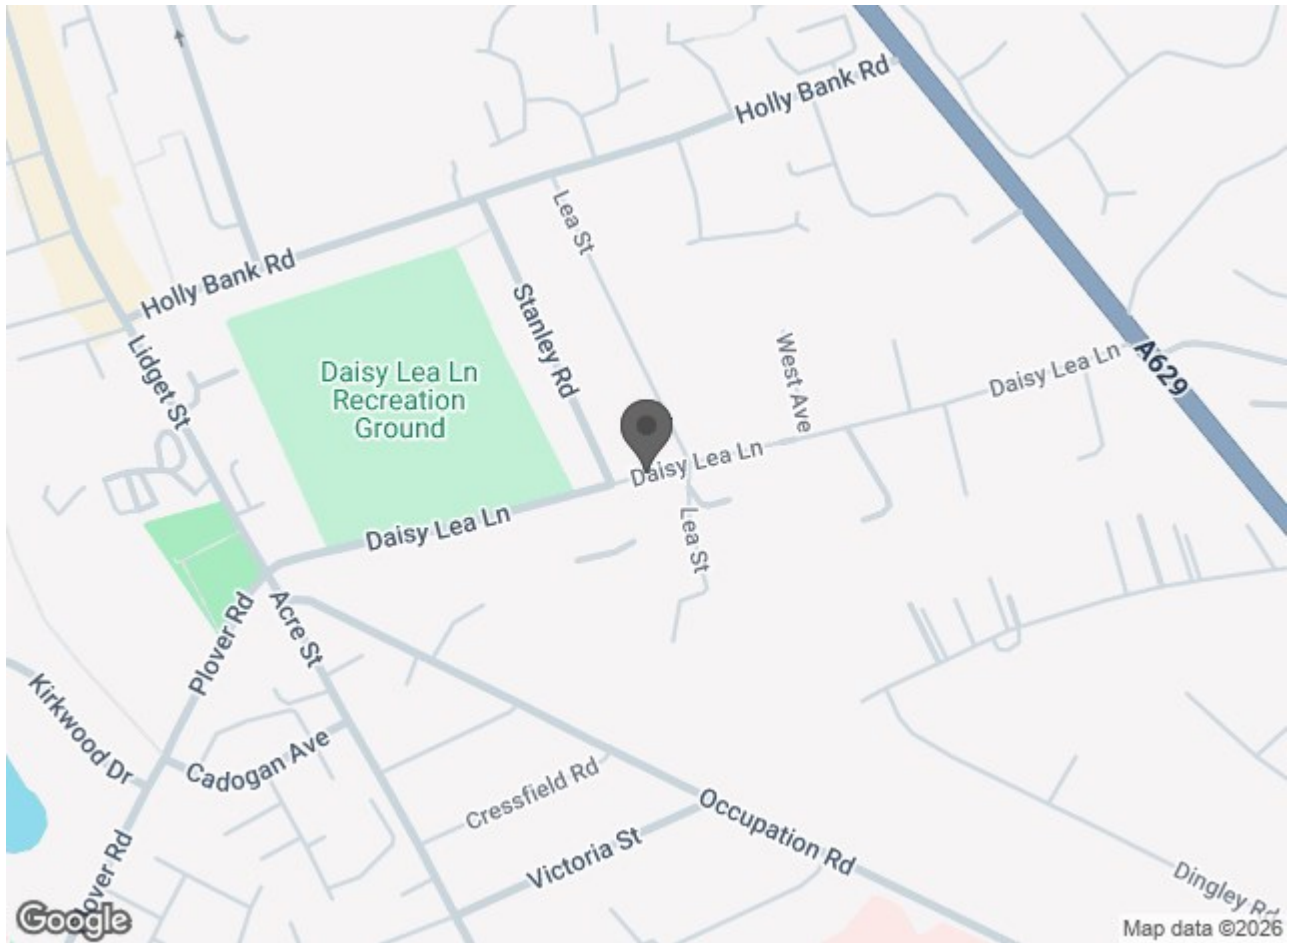 Holly Bank Rd
Lea St
Holly Bank Rd
Stanley Rd
Lidget St
West Ave
Daisy Lea Ln
A629
Daisy Lea Ln
Recreation
Ground
Daisy Lea Ln
Daisy Lea Ln
Lea St
Plover Rd
Acre St
Kirkwood Dr
Cadogan Ave
Cressfield Rd
Occupation Rd
Victoria St
Plover Rd
Dingley Rd
Google
Map data ©2026